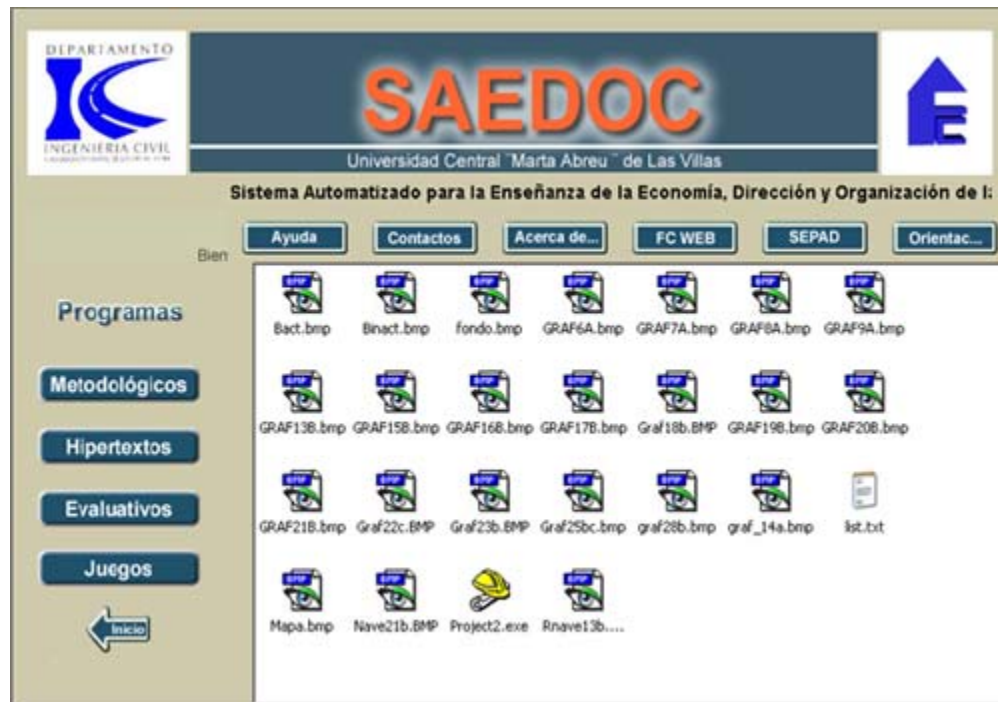 DEPARTAMENTO
INGENIERIA CIVIL
SAEDOC
Universidad Central ¨Marta Abreu ¨ de Las Villas
Sistema Automatizado para la Enseñanza de la Economía, Dirección y Organización de
Ayuda Contactos Acerca de... FC WEB SEPAD Orientac...
Bien
Programas
Metodológicos
Hipertextos
Evaluativos
Juegos
Inicio
Bact.bmp Binact.bmp fondo.bmp GRAF6A.bmp GRAF7A.bmp GRAF8A.bmp GRAF9A.bmp
GRAF13B.bmp GRAF15B.bmp GRAF16B.bmp GRAF17B.bmp Graf18b.BMP GRAF19B.bmp GRAF20B.bmp
GRAF21B.bmp Graf22c.BMP Graf23b.BMP Graf25bc.bmp graf28b.bmp graf_14a.bmp list.txt
Mapa.bmp Nave21b.BMP Project2.exe Rnave13b....